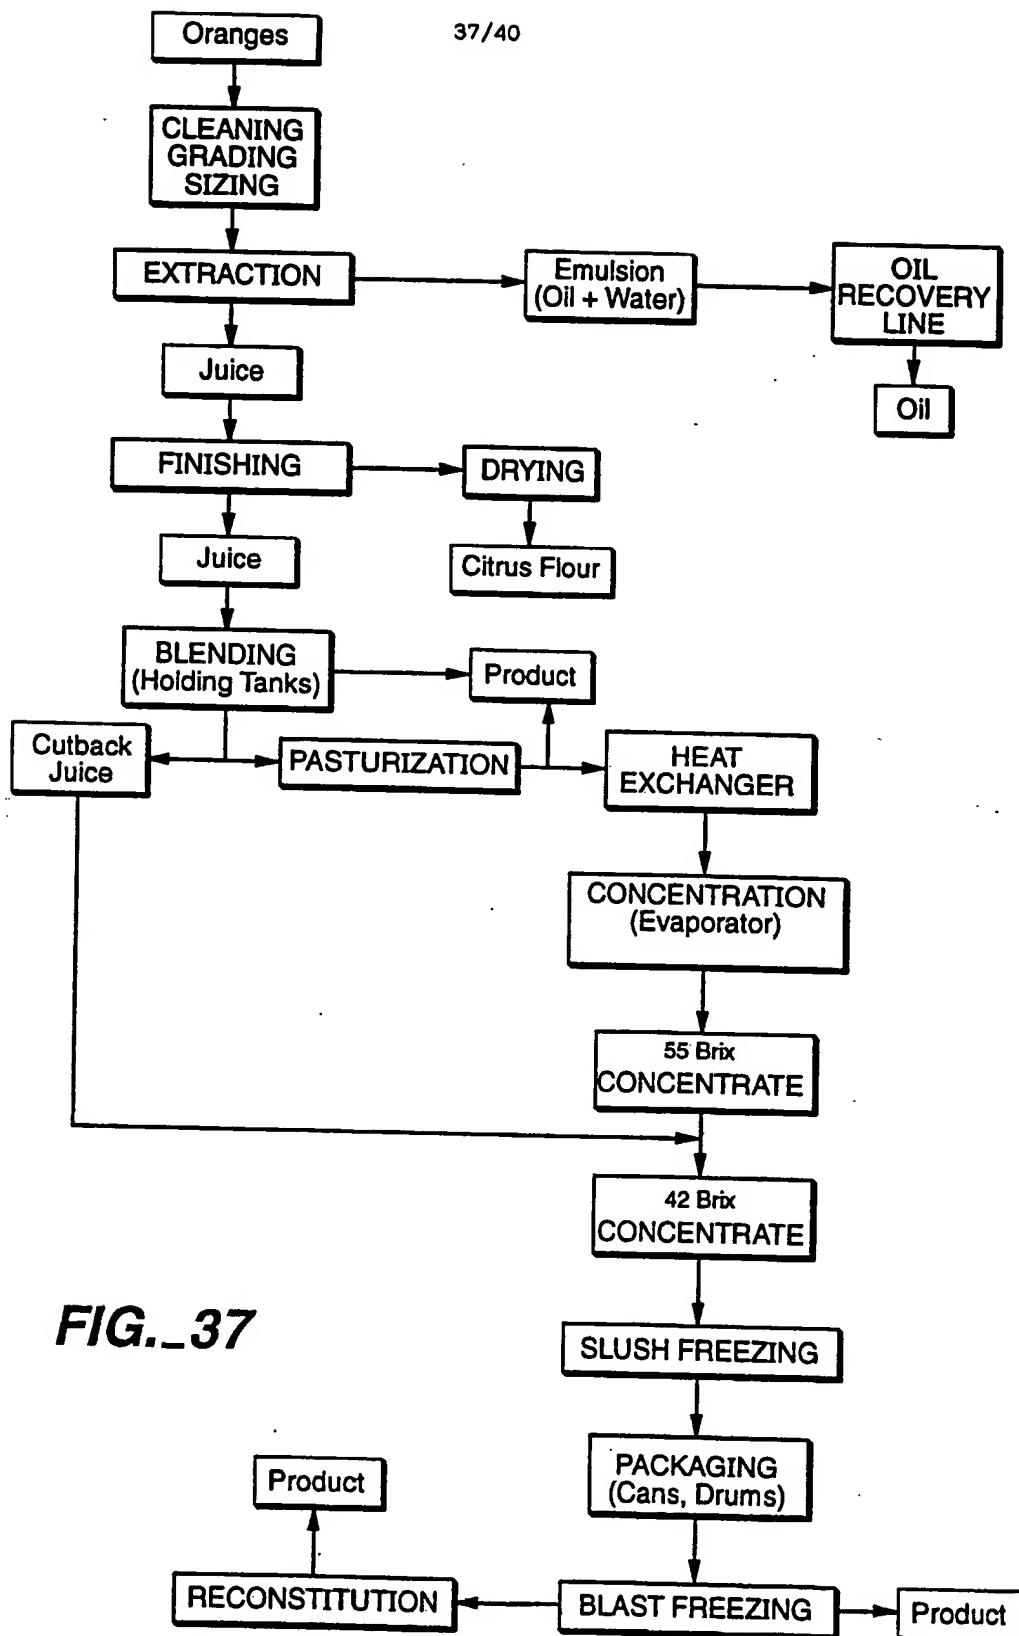 Oranges
37/40
CLEANING
GRADING
SIZING
EXTRACTION
Emulsion
(Oil + Water)
OIL
RECOVERY
LINE
Juice
Oil
FINISHING
DRYING
Juice
Citrus Flour
BLENDING
(Holding Tanks)
Product
Cutback
Juice
PASTURIZATION
HEAT
EXCHANGER
CONCENTRATION
(Evaporator)
55 Brix
CONCENTRATE
42 Brix
CONCENTRATE
FIG._37
SLUSH FREEZING
PACKAGING
(Cans, Drums)
Product
RECONSTITUTION
BLAST FREEZING
Product